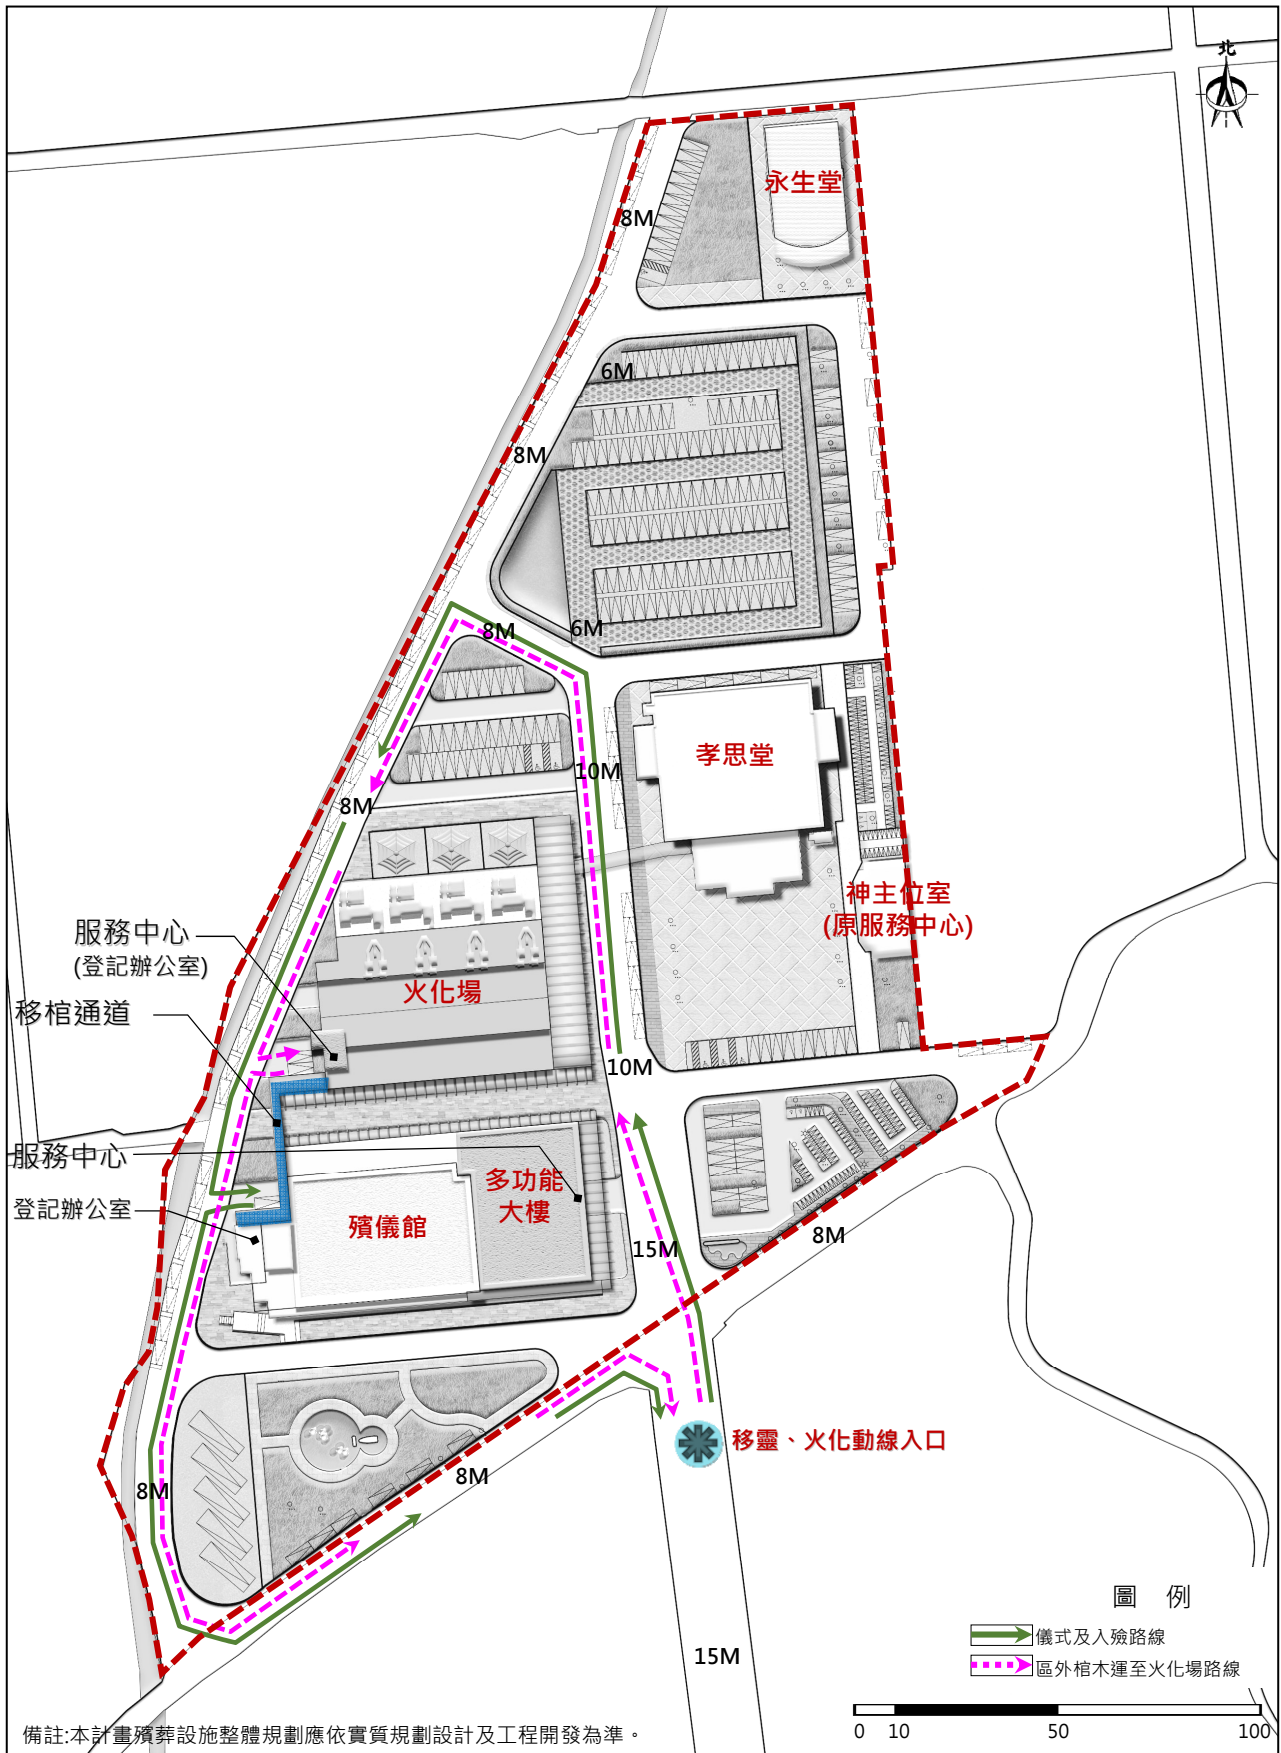 北
永生堂
8M
6M
8M
8M
6M
孝思堂
10M
8M
神主位室
(原服務中心)
服務中心
(登記辦公室)
火化場
移棺通道
10M
服務中心
多功能
大樓
登記辦公室
殯儀館
15M
8M
移靈、火化動線入口
8M
8M
圖 例
儀式及入殮路線
15M
區外棺木運至火化場路線
備註:本計畫殯葬設施整體規劃應依實質規劃設計及工程開發為準。
0 10 50 100